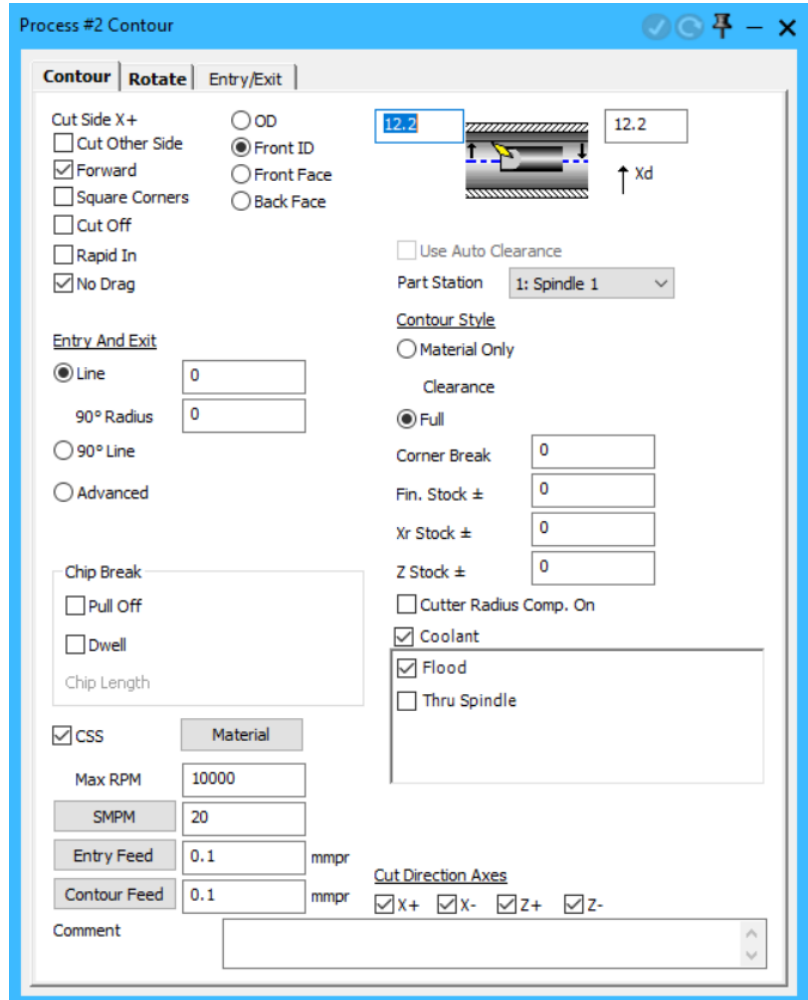 Process #2 Contour
Contour
Rotate
Entry/Exit
Cut Side X+
Cut Other Side
Forward
Square Corners
Cut Off
Rapid In
No Drag
OD
Front ID
Front Face
Back Face
12.2
12.2
Xd
Use Auto Clearance
Part Station
1: Spindle 1
Entry And Exit
Line
0
90° Radius
0
90° Line
Advanced
Contour Style
Material Only
Clearance
Full
Corner Break
0
Fin. Stock ±
0
Xr Stock ±
0
Z Stock ±
0
Cutter Radius Comp. On
Coolant
Flood
Thru Spindle
Chip Break
Pull Off
Dwell
Chip Length
CSS
Material
Max RPM
10000
SMPM
20
Entry Feed
0.1
mmpr
Contour Feed
0.1
mmpr
Cut Direction Axes
X+
X-
Z+
Z-
Comment